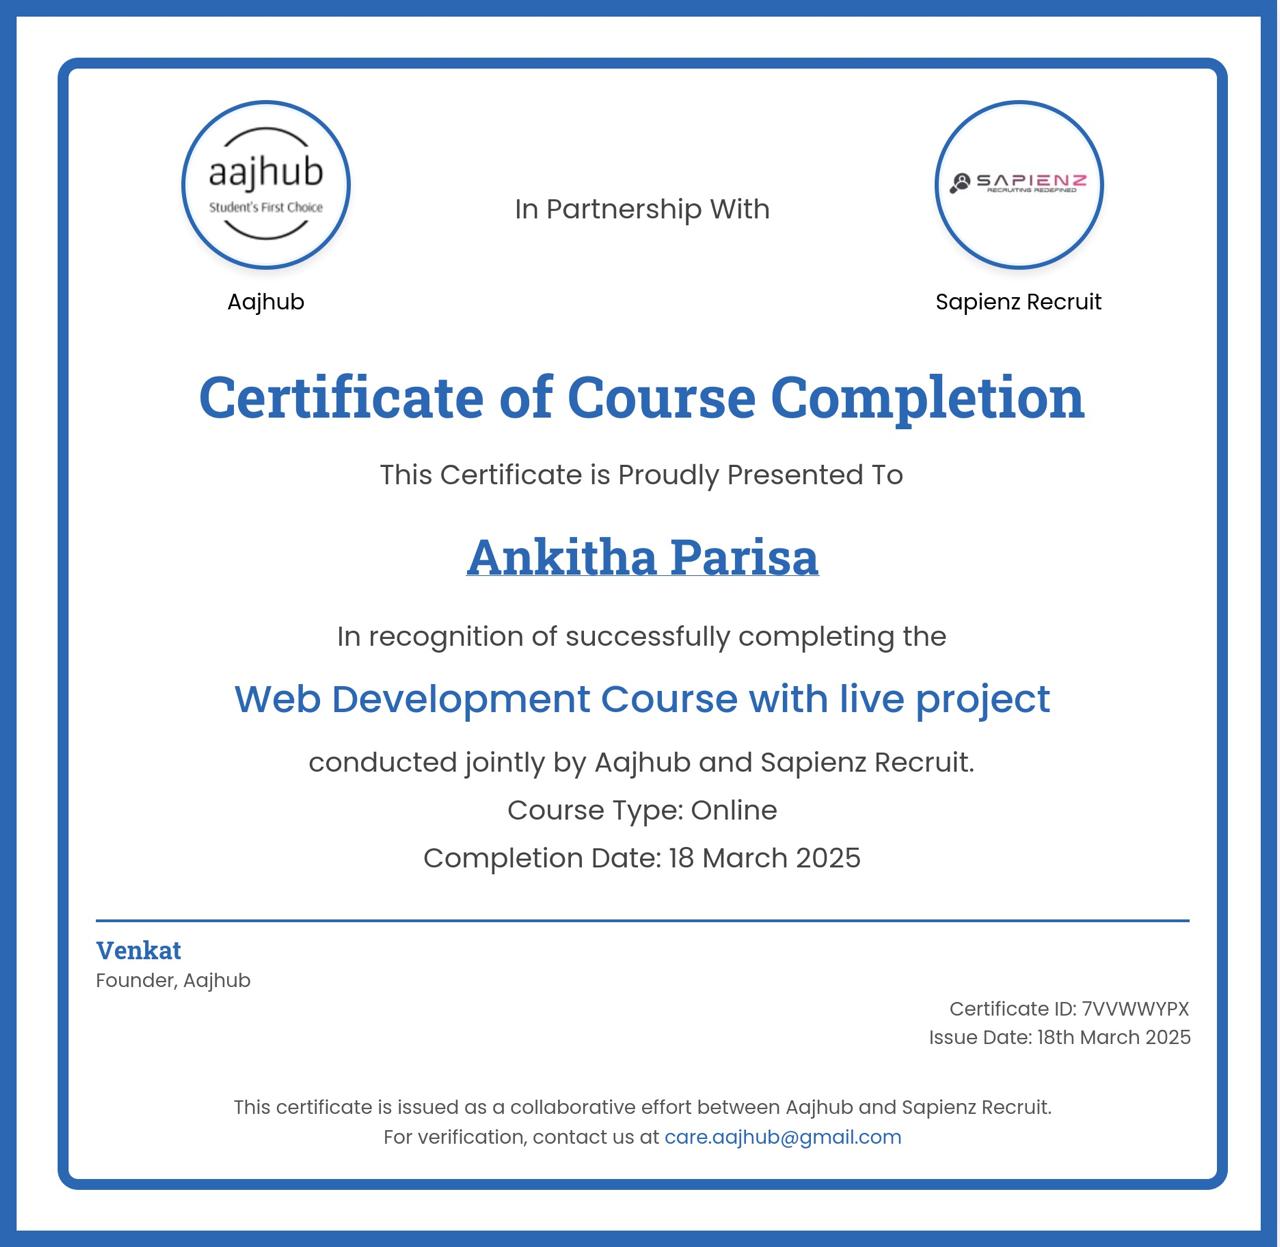 aajhub
Student's First Choice
In Partnership With
SAPIENZ
RECRUITING REDEFINED
Aajhub
Sapienz Recruit
Certificate of Course Completion
This Certificate is Proudly Presented To
Ankitha Parisa
In recognition of successfully completing the
Web Development Course with live project
conducted jointly by Aajhub and Sapienz Recruit.
Course Type: Online
Completion Date: 18 March 2025
Venkat
Founder, Aajhub
Certificate ID: 7VVWWYPX
Issue Date: 18th March 2025
This certificate is issued as a collaborative effort between Aajhub and Sapienz Recruit.
For verification, contact us at care.aajhub@gmail.com